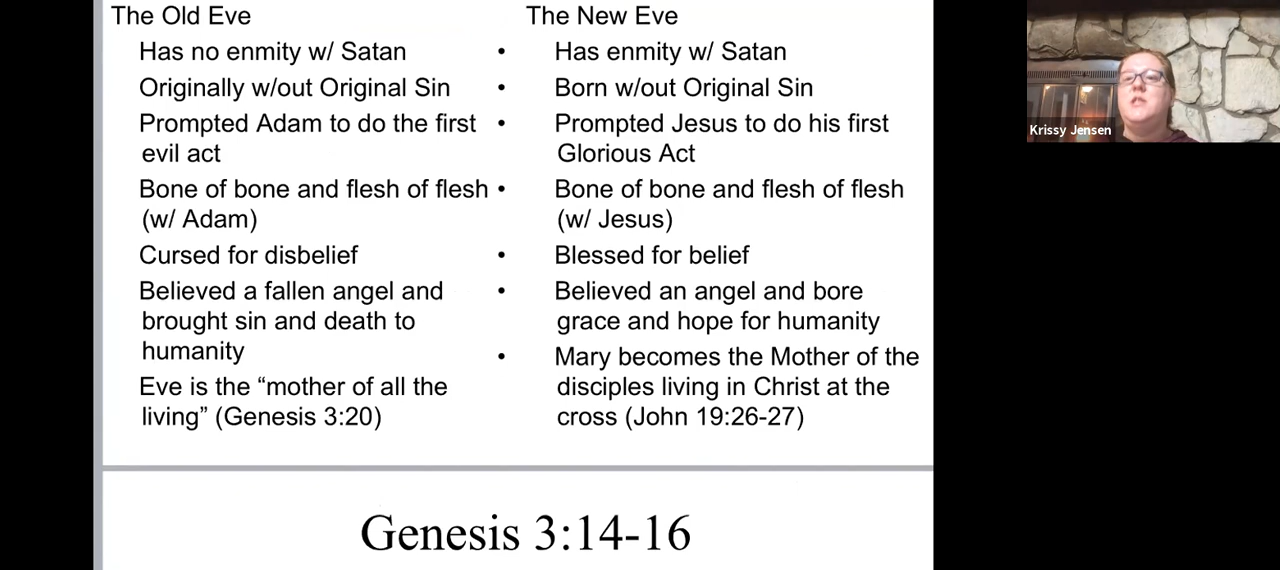 The Old Eve
Has no enmity w/ Satan
Originally w/out Original Sin
Prompted Adam to do the first
evil act
Bone of bone and flesh of flesh
(w/ Adam)
Cursed for disbelief
Believed a fallen angel and
brought sin and death to
humanity
Eve is the “mother of all the
living” (Genesis 3:20)
The New Eve
• Has enmity w/ Satan
• Born w/out Original Sin
• Prompted Jesus to do his first
Glorious Act
• Bone of bone and flesh of flesh
(w/ Jesus)
• Blessed for belief
• Believed an angel and bore
grace and hope for humanity
• Mary becomes the Mother of the
disciples living in Christ at the
cross (John 19:26-27)
Genesis 3:14-16
Krissy Jensen